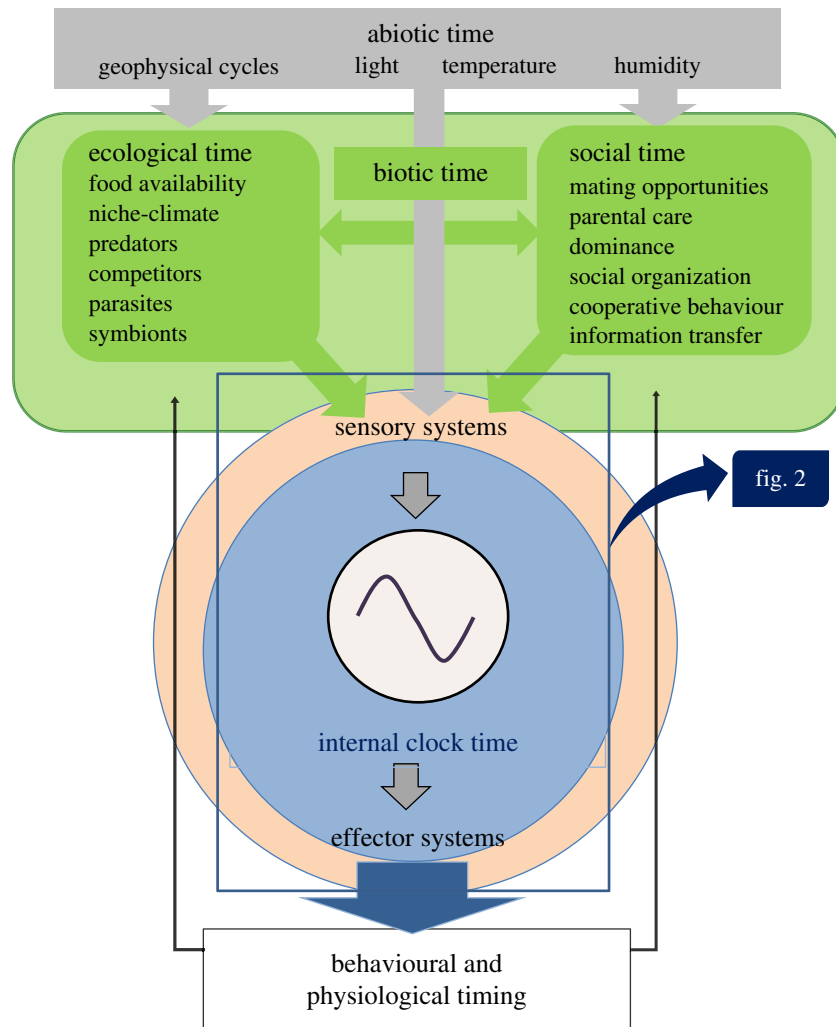 abiotic time
geophysical cycles light temperature humidity
ecological time
food availability
niche-climate
predators
competitors
parasites
symbionts
biotic time
social time
mating opportunities
parental care
dominance
social organization
cooperative behaviour
information transfer
sensory systems
fig. 2
internal clock time
effector systems
behavioural and
physiological timing